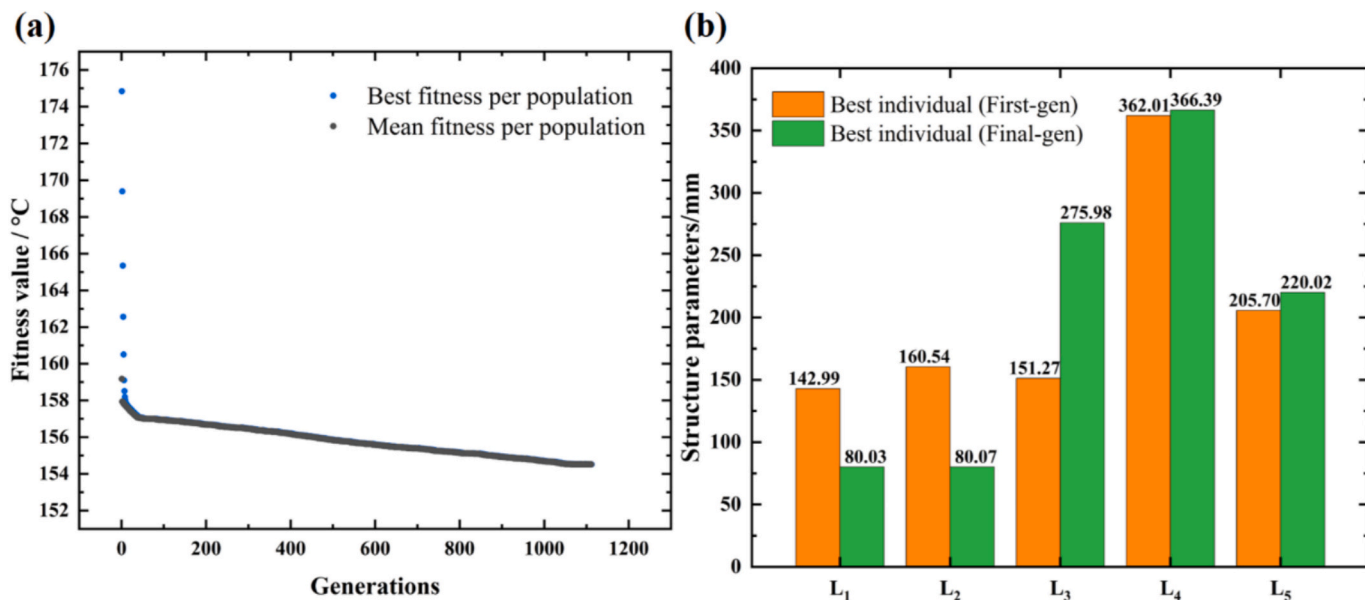 (a)
176
174
172
170
168
166
164
162
160
158
156
154
152
Fitness value / °C
Best fitness per population
Mean fitness per population
0
200
400
600
800
1000
1200
Generations
(b)
400
350
300
250
200
150
100
50
0
Structure parameters/mm
Best individual (First-gen)
Best individual (Final-gen)
142.99
80.03
160.54
80.07
151.27
275.98
362.01
366.39
205.70
220.02
L₁
L₂
L₃
L₄
L₅